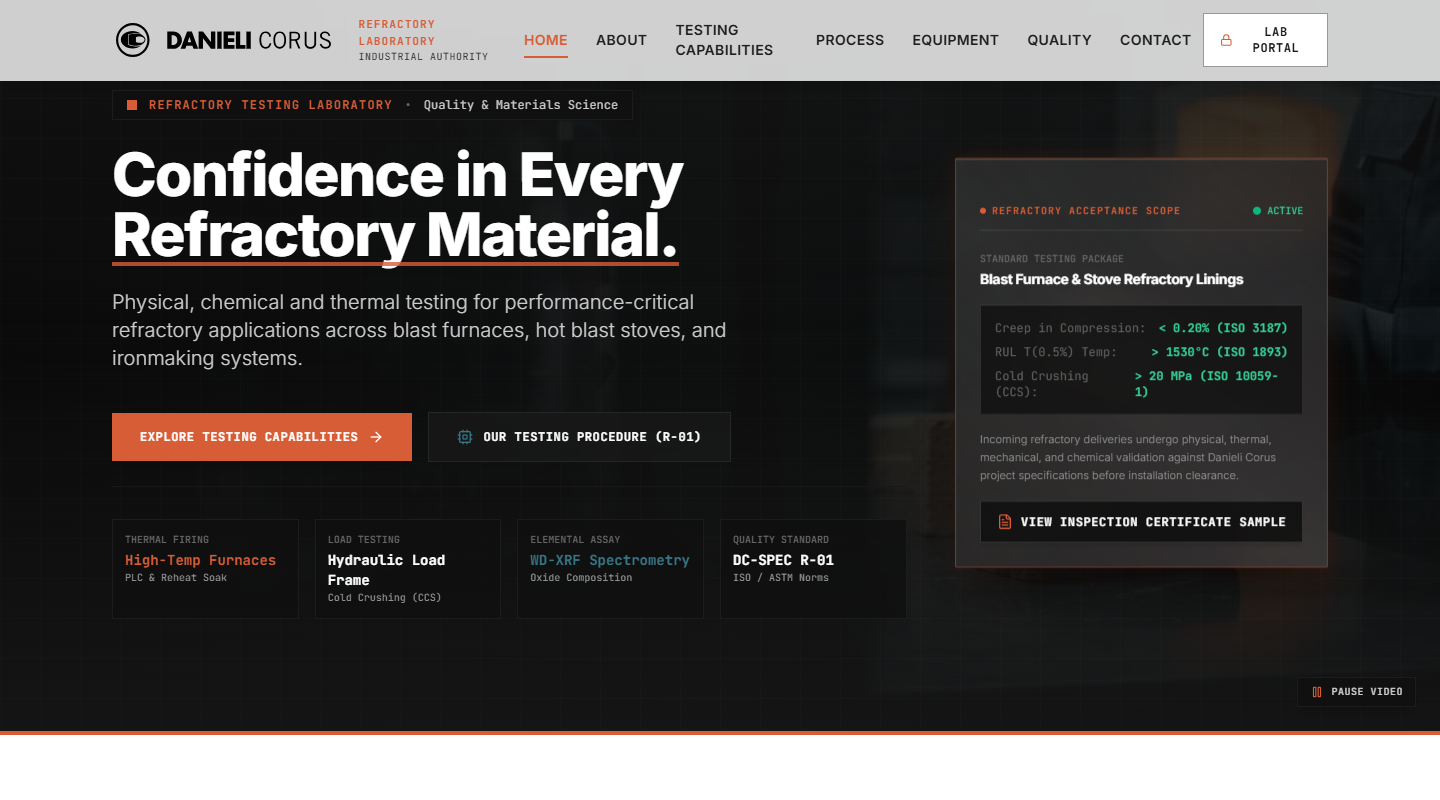 DANIELI CORUS
REFRACTORY
LABORATORY
INDUSTRIAL AUTHORITY
HOME
ABOUT
TESTING
CAPABILITIES
PROCESS
EQUIPMENT
QUALITY
CONTACT
LAB
PORTAL
REFRACTORY TESTING LABORATORY • Quality & Materials Science
Confidence in Every
Refractory Material.
Physical, chemical and thermal testing for performance-critical
refractory applications across blast furnaces, hot blast stoves, and
ironmaking systems.
EXPLORE TESTING CAPABILITIES →
OUR TESTING PROCEDURE (R-01)
THERMAL FIRING
High-Temp Furnaces
PLC & Reheat Soak
LOAD TESTING
Hydraulic Load
Frame
Cold Crushing (CCS)
ELEMENTAL ASSAY
WD-XRF Spectrometry
Oxide Composition
QUALITY STANDARD
DC-SPEC R-01
ISO / ASTM Norms
REFRACTORY ACCEPTANCE SCOPE
ACTIVE
STANDARD TESTING PACKAGE
Blast Furnace & Stove Refractory Linings
Creep in Compression: < 0.20% (ISO 3187)
RUL T(0.5%) Temp: > 1530°C (ISO 1893)
Cold Crushing
(CCS):
> 20 MPa (ISO 10059-
1)
Incoming refractory deliveries undergo physical, thermal,
mechanical, and chemical validation against Danieli Corus
project specifications before installation clearance.
VIEW INSPECTION CERTIFICATE SAMPLE
PAUSE VIDEO